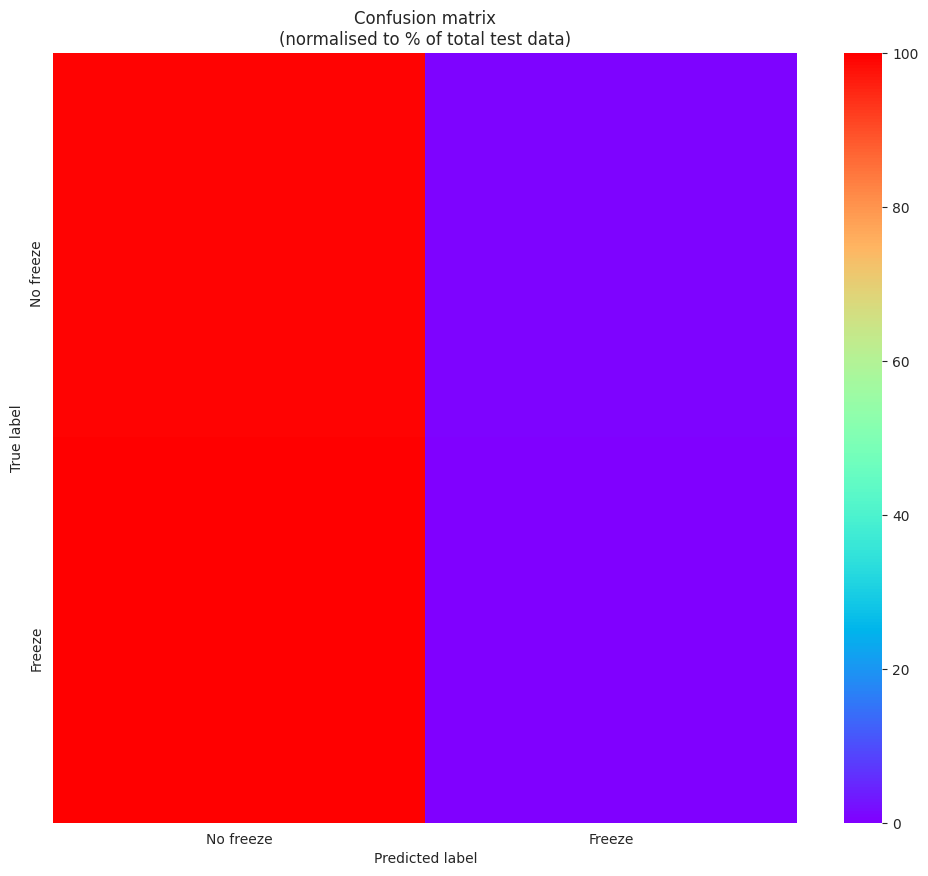 Confusion matrix
(normalised to % of total test data)
True label
No freeze
Freeze
No freeze
Freeze
Predicted label
100
80
60
40
20
0